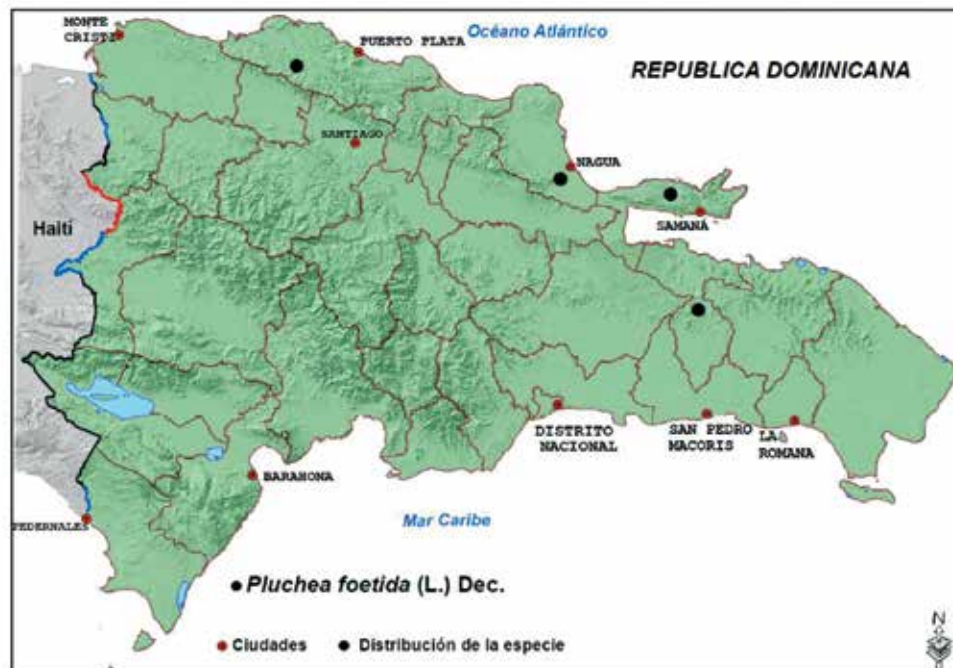 MONTE
CRISTI
PUERTO PLATA
Océano Atlántico
REPUBLICA DOMINICANA
SANTIAGO
NAGUA
SAMANÁ
Haití
DISTRITO
NACIONAL
SAN PEDRO
MACORIS
LA
ROMANA
BARAHONA
PEDERNALES
Mar Caribe
Pluchea foetida (L.) Dec.
Ciudades
Distribución de la especie
N